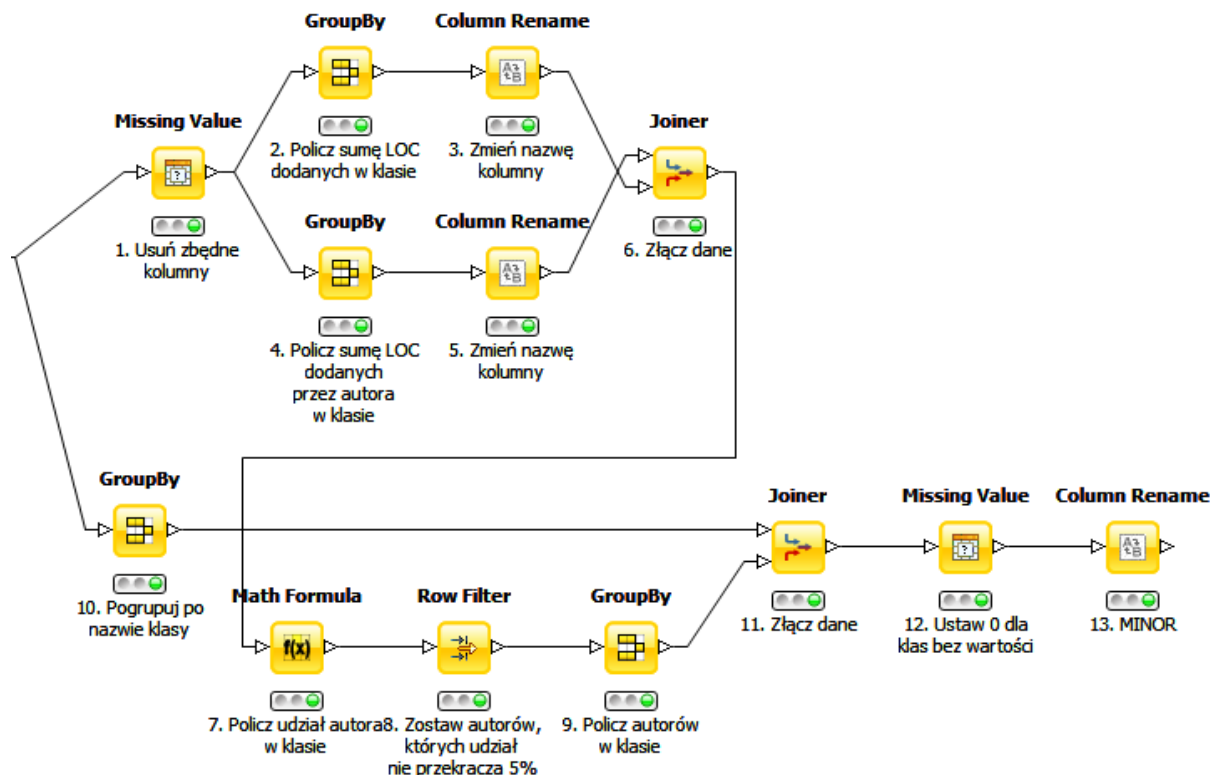 GroupBy
Column Rename
Missing Value
2. Policz sumę LOC
dodanych w klasie
3. Zmień nazwę
kolumny
Joiner
1. Usuń zbędne
kolumny
GroupBy
Column Rename
6. Złącz dane
4. Policz sumę LOC
dodanych
przez autora
w klasie
5. Zmień nazwę
kolumny
GroupBy
10. Pogrupuj po
nazwie klasy
Joiner
Missing Value
Column Rename
11. Złącz dane
12. Ustaw 0 dla
klas bez wartości
13. MINOR
Math Formula
Row Filter
GroupBy
f(x)
7. Policz udział autora
w klasie
8. Zostaw autorów,
których udział
nie przekracza 5%
9. Policz autorów
w klasie